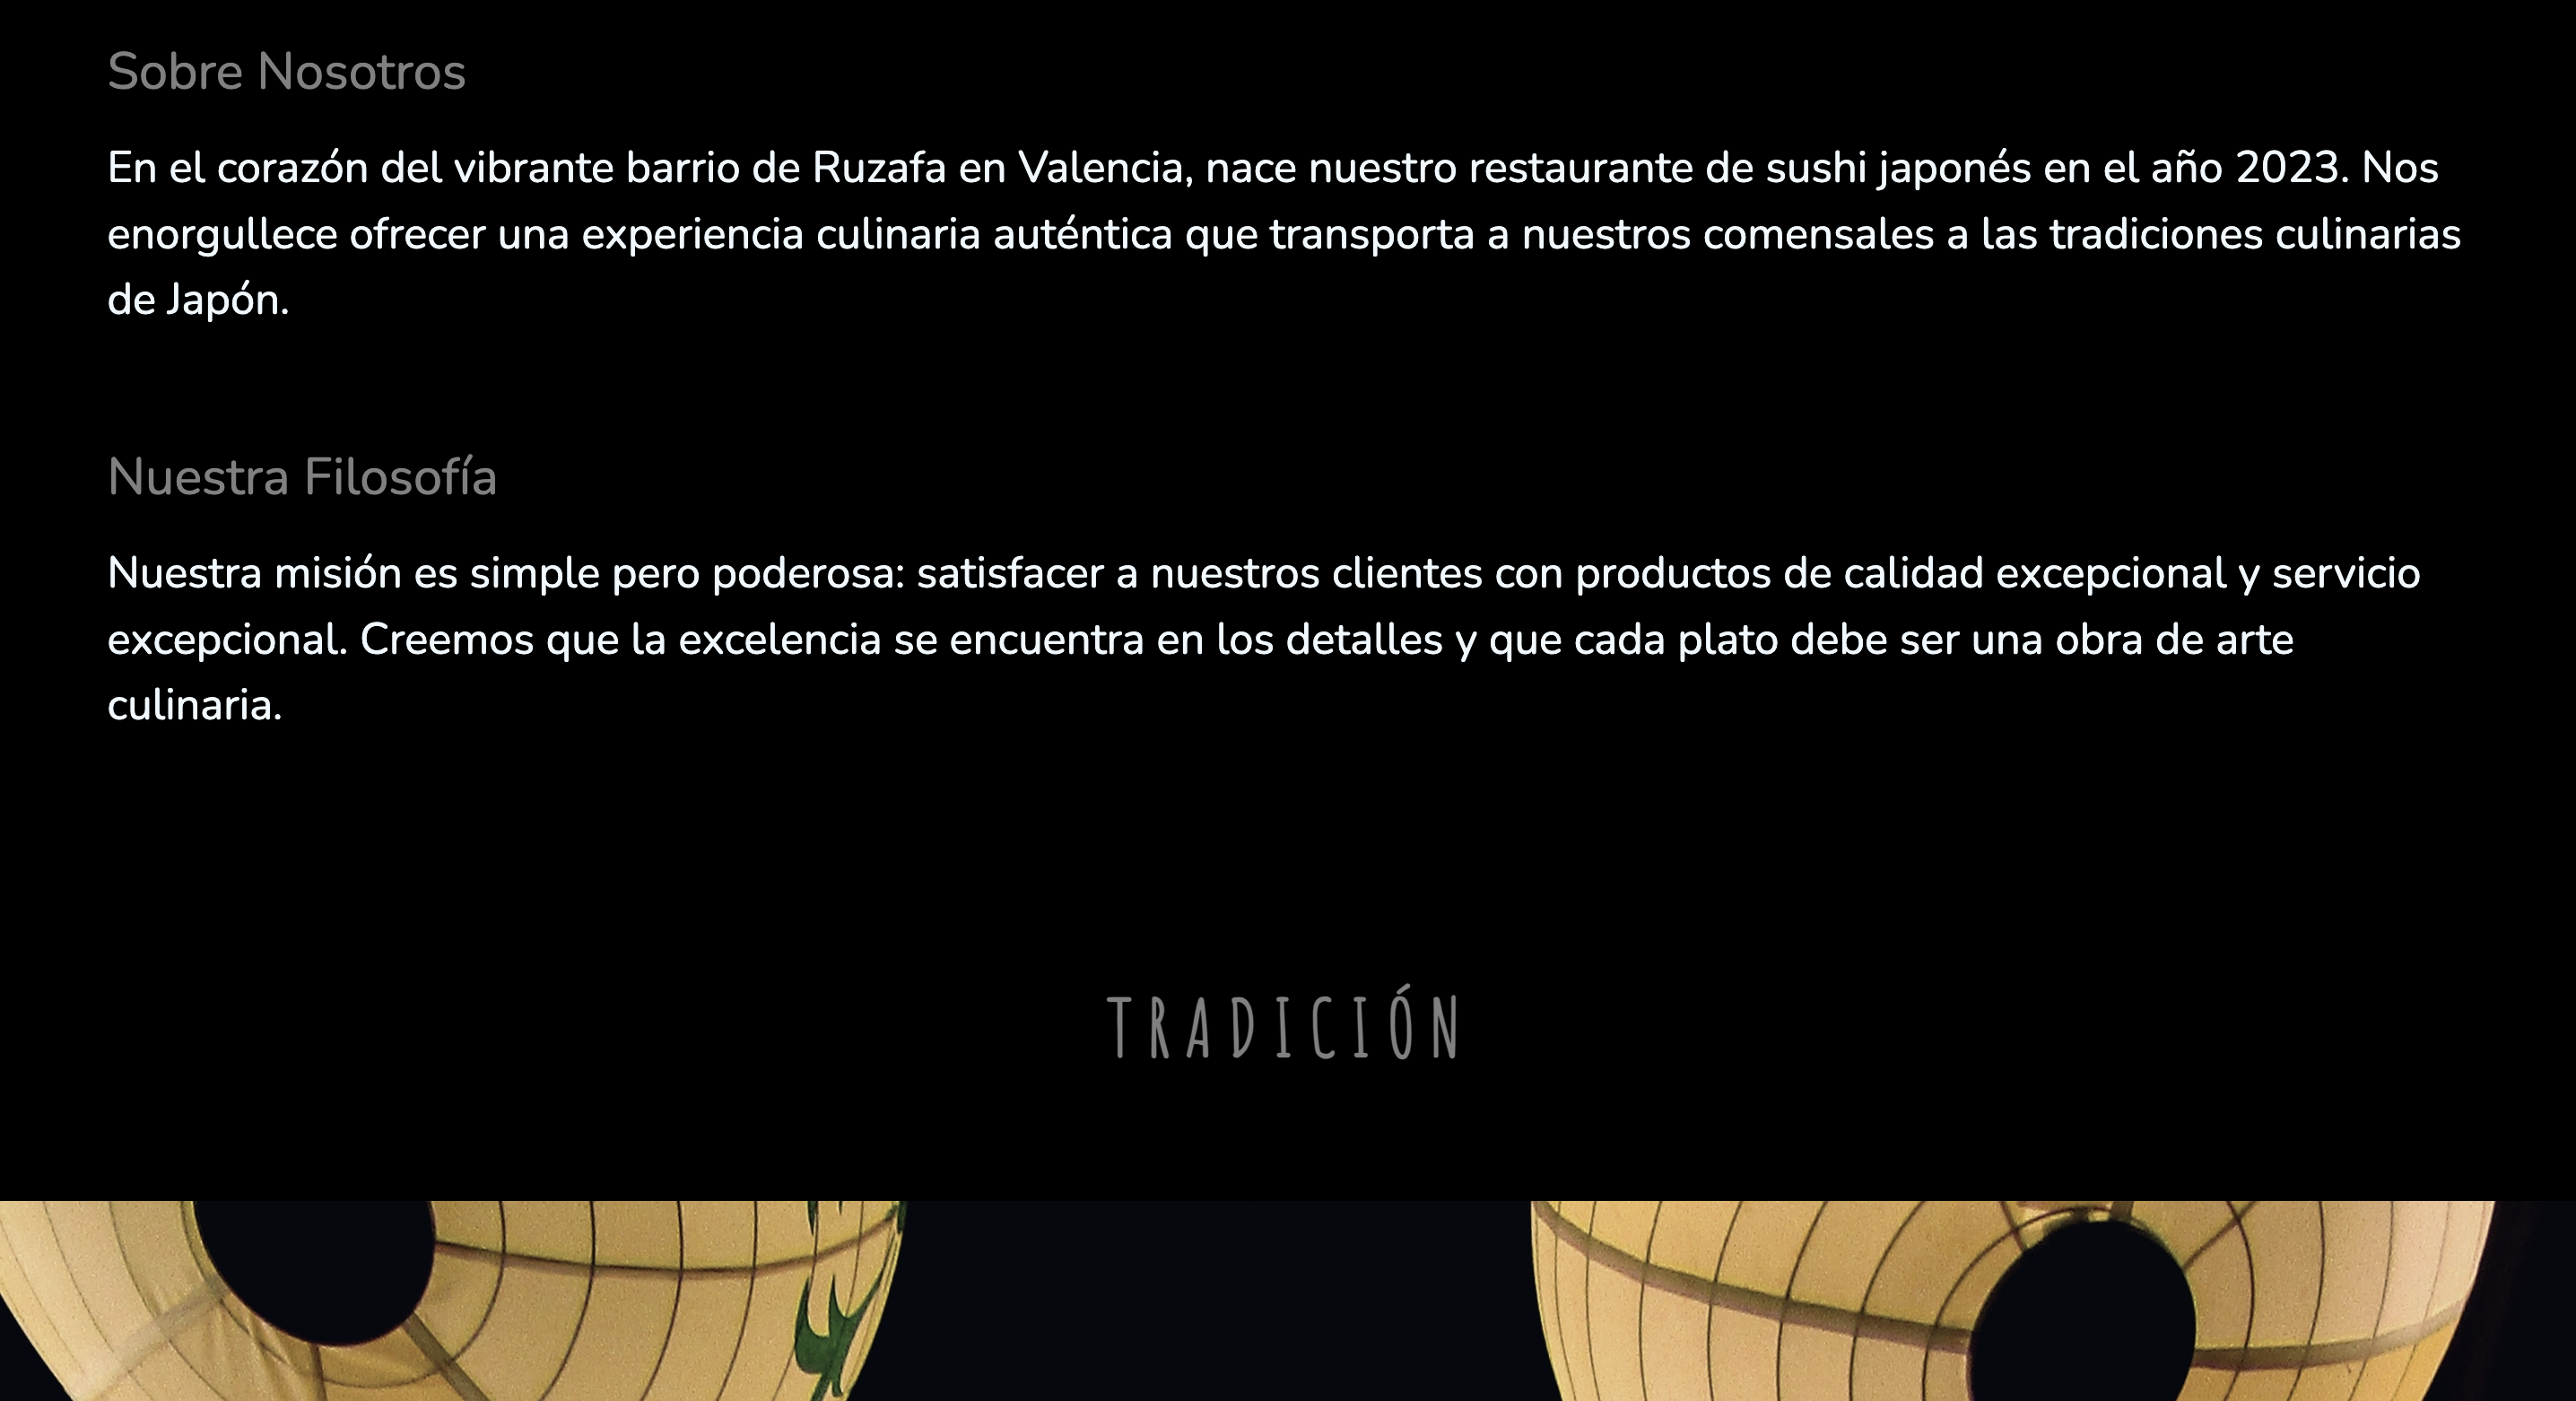 Sobre Nosotros
En el corazón del vibrante barrio de Ruzafa en Valencia, nace nuestro restaurante de sushi japonés en el año 2023. Nos
enorgullece ofrecer una experiencia culinaria auténtica que transporta a nuestros comensales a las tradiciones culinarias
de Japón.
Nuestra Filosofía
Nuestra misión es simple pero poderosa: satisfacer a nuestros clientes con productos de calidad excepcional y servicio
excepcional. Creemos que la excelencia se encuentra en los detalles y que cada plato debe ser una obra de arte
culinaria.
TRADICIÓN